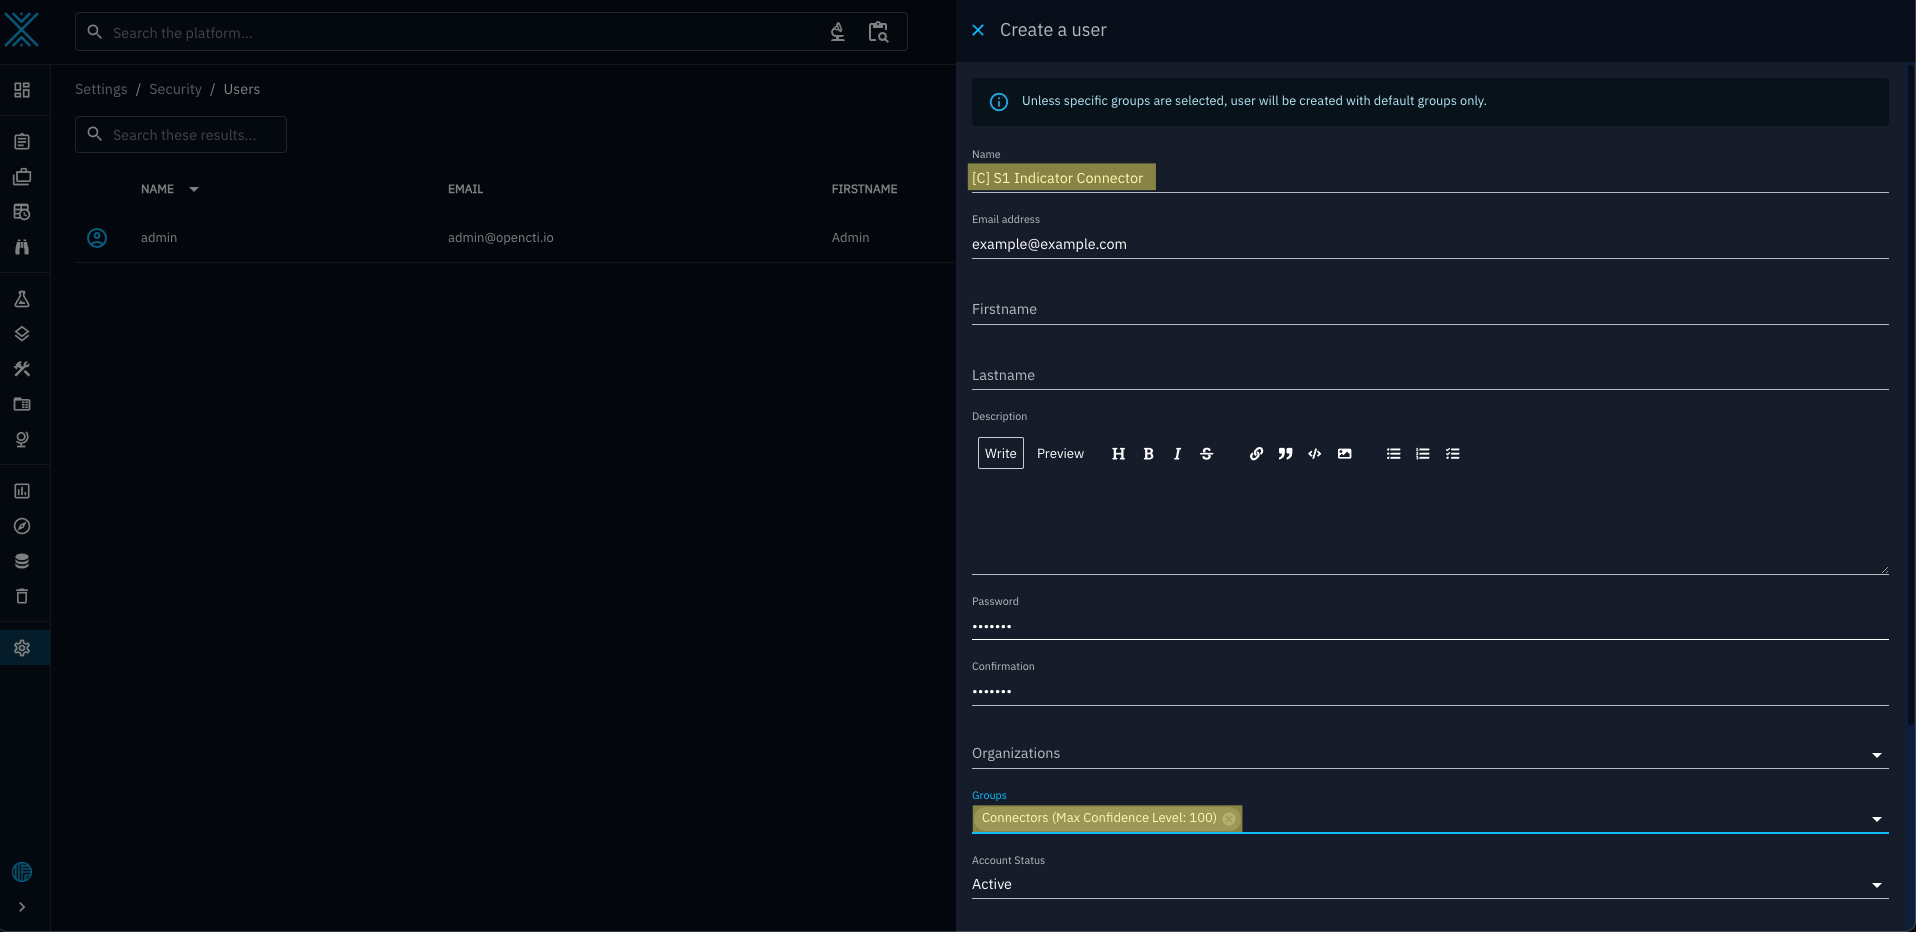 Search the platform...
Settings / Security / Users
Search these results...
NAME EMAIL FIRSTNAME
admin admin@opencti.io Admin
Create a user
Unless specific groups are selected, user will be created with default groups only.
Name
[C] S1 Indicator Connector
Email address
example@example.com
Firstname
Lastname
Description
Write Preview
Password
•••••••
Confirmation
•••••••
Organizations
Groups
Connectors (Max Confidence Level: 100)
Account Status
Active